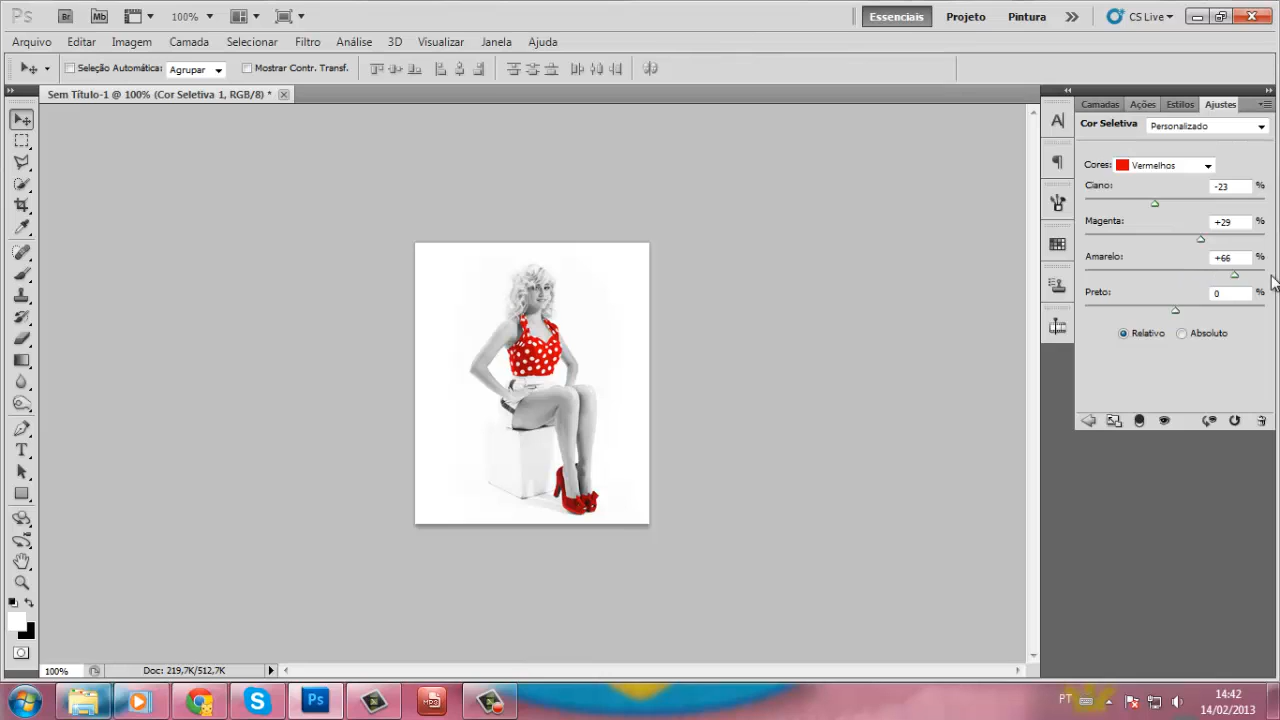 Ps Br Mb 100% Essenciais Projeto Pintura CS Live
Arquivo Editar Imagem Camada Selecionar Filtro Análise 3D Visualizar Janela Ajuda
Seleção Automática: Agrupar Mostrar Contr. Transf.
Sem Título-1 @ 100% (Cor Seletiva 1, RGB/8) *
Camadas Ações Estilos Ajustes
Cor Seletiva Personalizado
Cores: Vermelhos
Ciano: -23 %
Magenta: +29 %
Amarelo: +66 %
Preto: 0 %
Relativo Absoluto
100% Doc: 219,7K/512,7K
Ps
HD3
PT
14:42
14/02/2013